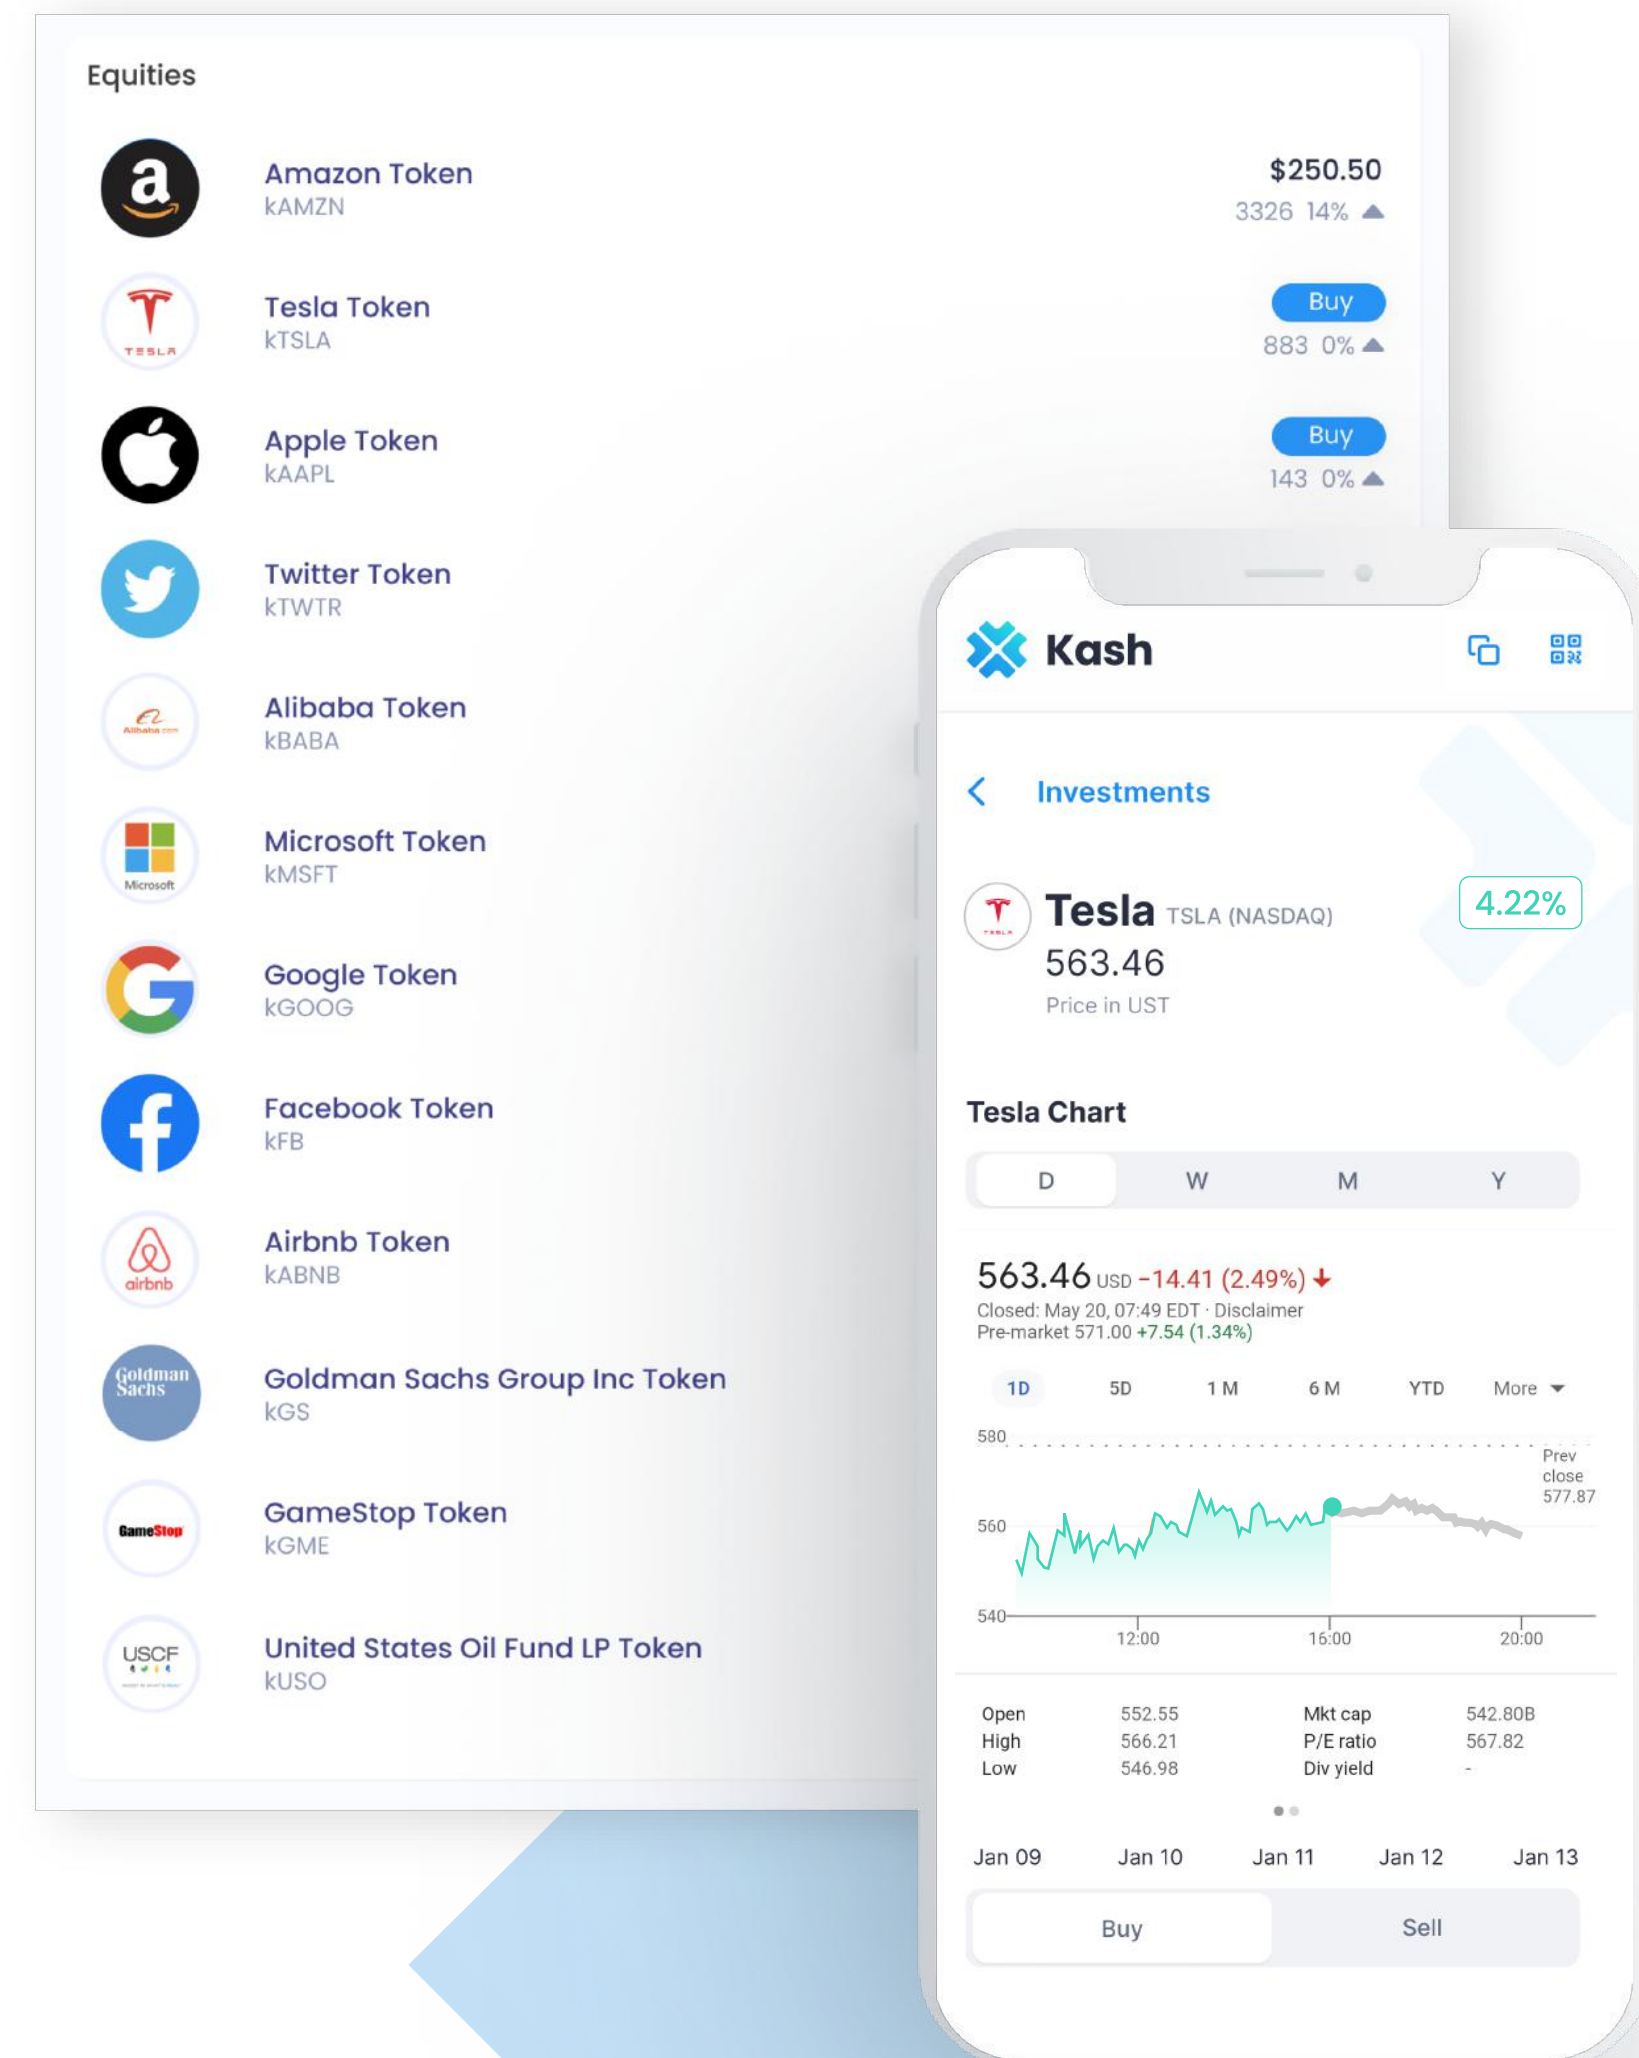 Equities
a
Amazon Token
kAMZN
$250.50
3326 14%
TESLA
Tesla Token
kTSLA
Buy
883 0%
Apple Token
kAAPL
Buy
143 0%
Twitter Token
kTWTR
Alibaba.com
Alibaba Token
kBABA
Microsoft
Microsoft Token
kMSFT
G
Google Token
kGOOG
f
Facebook Token
kFB
airbnb
Airbnb Token
kABNB
Goldman
Sachs
Goldman Sachs Group Inc Token
kGS
GameStop
GameStop Token
kGME
USCF
United States Oil Fund LP Token
kUSO
Kash
Investments
TESLA
Tesla TSLA (NASDAQ)
4.22%
563.46
Price in UST
Tesla Chart
D W M Y
563.46 USD −14.41 (2.49%)
Closed: May 20, 07:49 EDT · Disclaimer
Pre-market 571.00 +7.54 (1.34%)
1D 5D 1 M 6 M YTD More
580
Prev
close
577.87
560
540
12:00 16:00 20:00
Open 552.55 Mkt cap 542.80B
High 566.21 P/E ratio 567.82
Low 546.98 Div yield -
Jan 09 Jan 10 Jan 11 Jan 12 Jan 13
Buy Sell